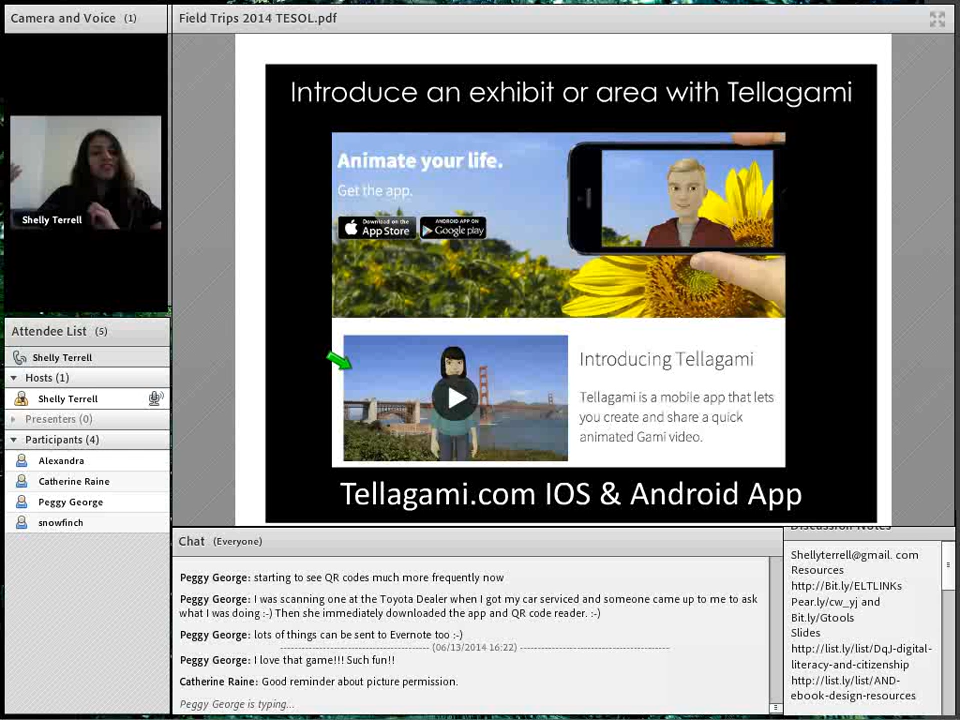 Camera and Voice (1)
Shelly Terrell
Attendee List (5)
Shelly Terrell
Hosts (1)
Shelly Terrell
Presenters (0)
Participants (4)
Alexandra
Catherine Raine
Peggy George
snowfinch
Field Trips 2014 TESOL.pdf
Introduce an exhibit or area with Tellagami
Animate your life.
Get the app.
Download on the
App Store
ANDROID APP ON
Google play
Introducing Tellagami
Tellagami is a mobile app that lets
you create and share a quick
animated Gami video.
Tellagami.com IOS & Android App
Chat (Everyone)
Peggy George: starting to see QR codes much more frequently now
Peggy George: I was scanning one at the Toyota Dealer when I got my car serviced and someone came up to me to ask
what I was doing :-) Then she immediately downloaded the app and QR code reader. :-)
Peggy George: lots of things can be sent to Evernote too :-)
(06/13/2014 16:22)
Peggy George: I love that game!!! Such fun!!
Catherine Raine: Good reminder about picture permission.
Peggy George is typing...
Discussion Notes
Shellyterrell@gmail. com
Resources
http://Bit.ly/ELTLINKs
Pear.ly/cw_yj and
Bit.ly/Gtools
Slides
http://list.ly/list/DqJ-digital-
literacy-and-citizenship
http://list.ly/list/AND-
ebook-design-resources